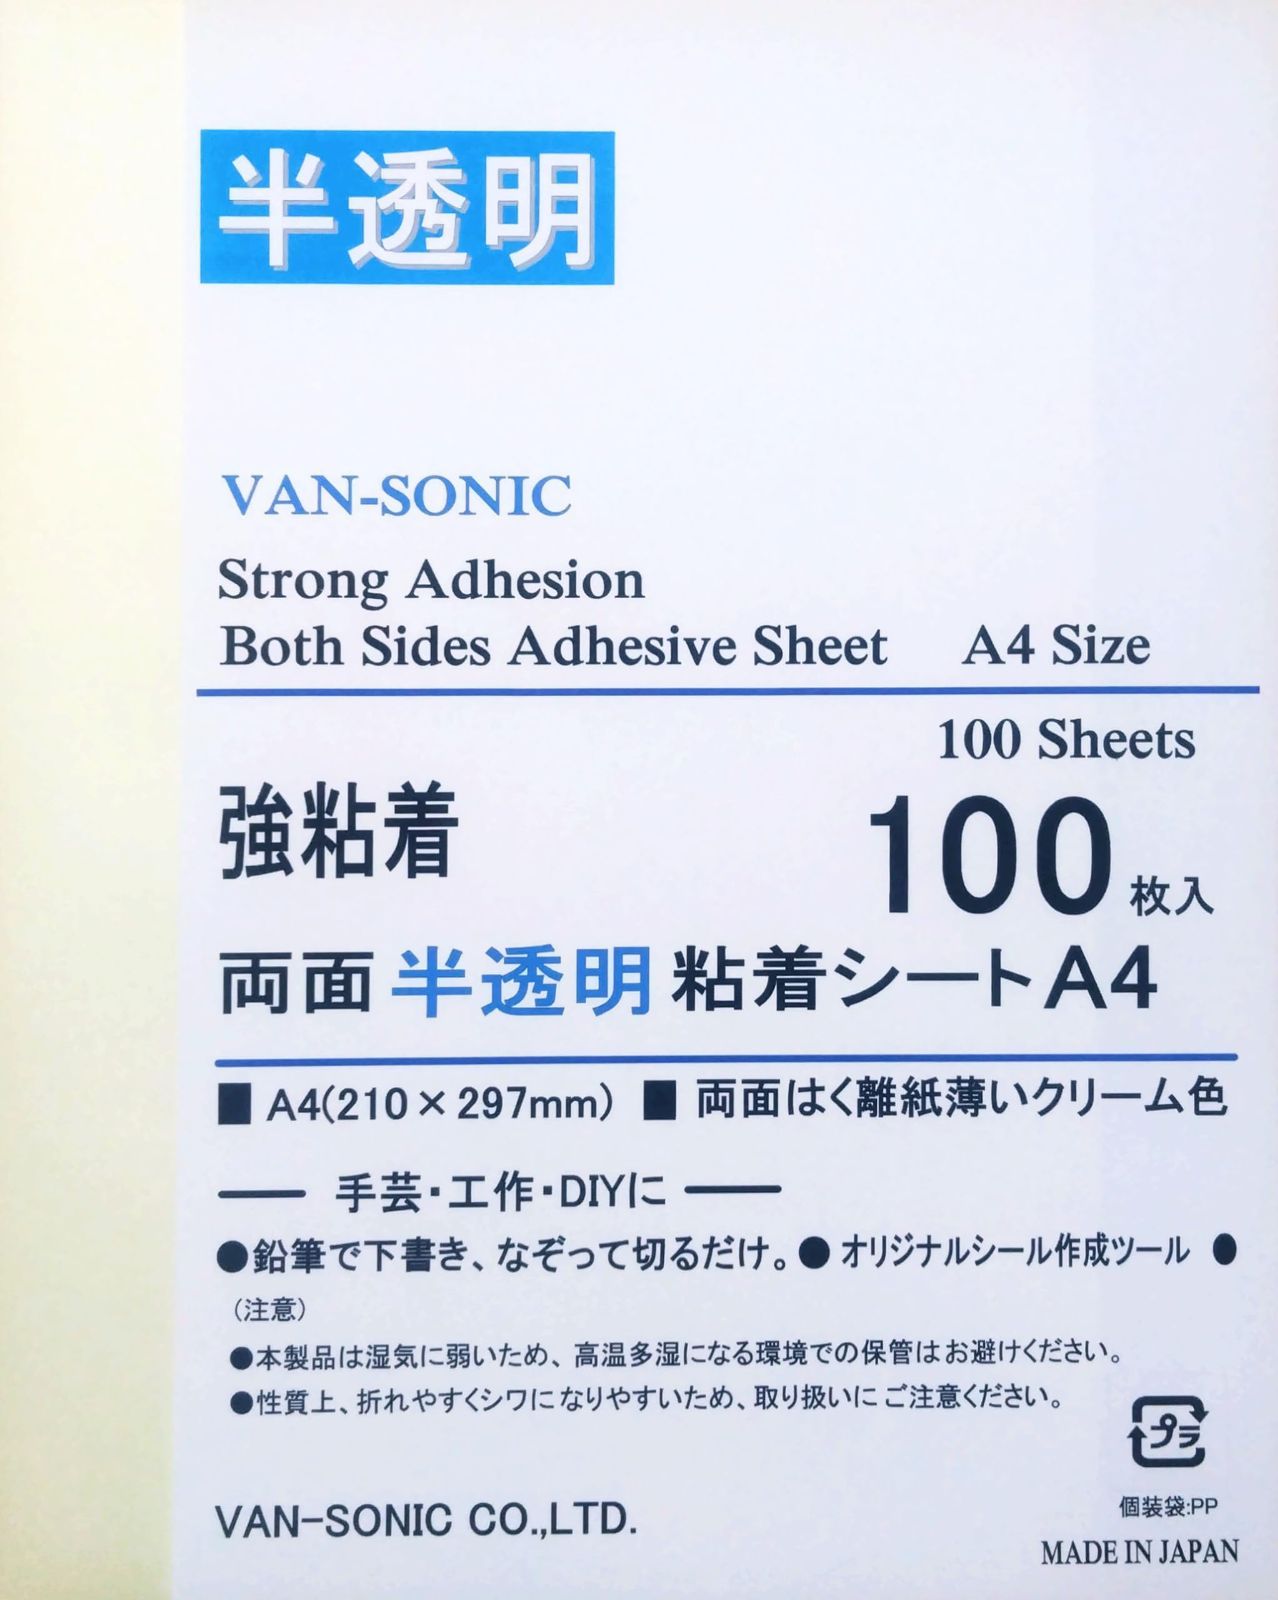 半透明
VAN-SONIC
Strong Adhesion
Both Sides Adhesive Sheet A4 Size
100 Sheets
強粘着 100枚入
両面半透明粘着シートA4
■ A4(210×297mm) ■ 両面はく離紙薄いクリーム色
― 手芸・工作・DIYに ―
●鉛筆で下書き、なぞって切るだけ。● オリジナルシール作成ツール ●
(注意)
●本製品は湿気に弱いため、高温多湿になる環境での保管はお避けください。
●性質上、折れやすくシワになりやすいため、取り扱いにご注意ください。
プラ
個装袋:PP
VAN-SONIC CO.,LTD.
MADE IN JAPAN